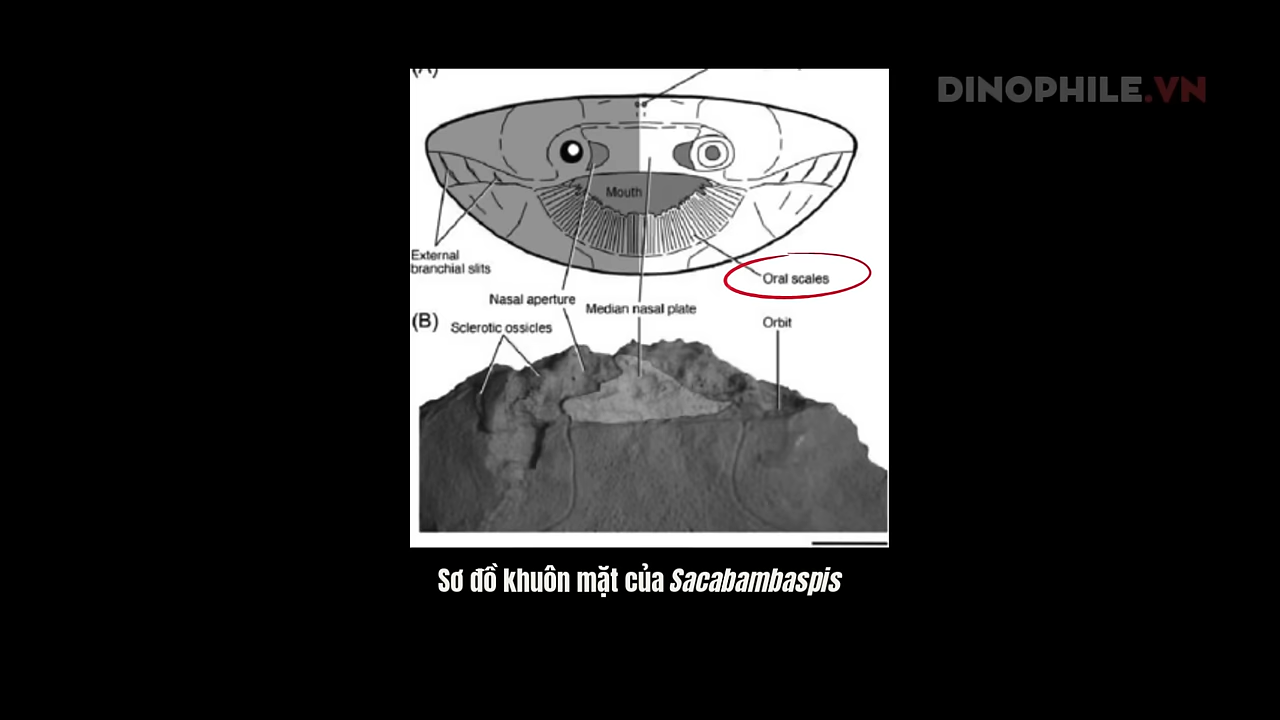 (A)
DINOPHILE.VN
Mouth
External
branchial slits
Oral scales
Nasal aperture
Median nasal plate
(B)
Sclerotic ossicles
Orbit
Sơ đồ khuôn mặt của Sacabambaspis